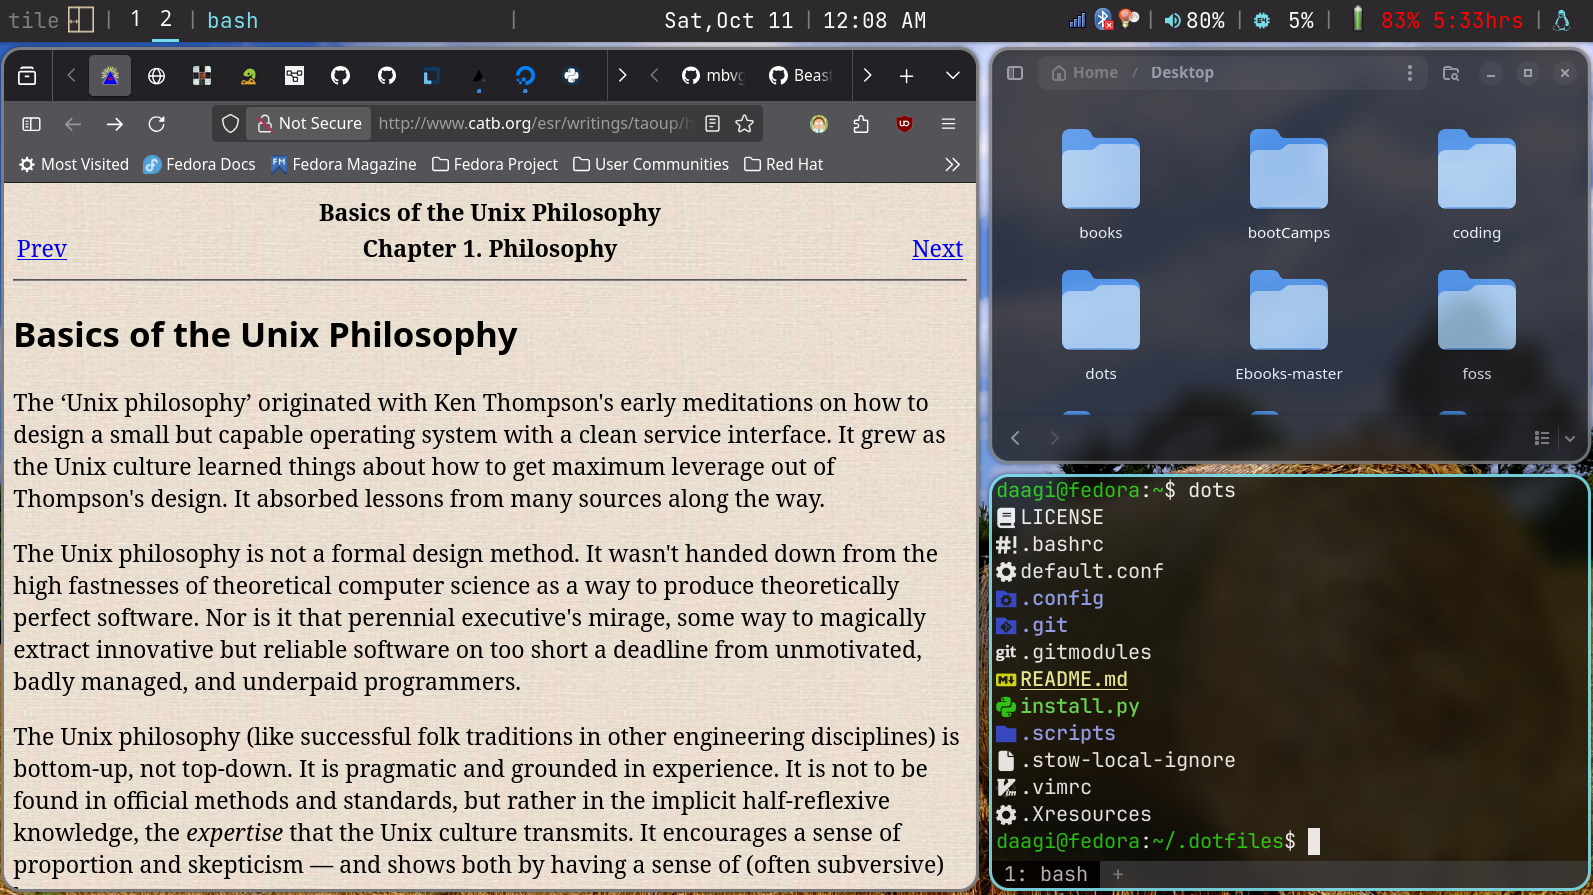 tile
1 2
bash
Sat,Oct 11
12:08 AM
80%
5%
83% 5:33hrs
mbv
Beast
Not Secure
http://www.catb.org/esr/writings/taoup/h
Most Visited
Fedora Docs
Fedora Magazine
Fedora Project
User Communities
Red Hat
Basics of the Unix Philosophy
Prev
Chapter 1. Philosophy
Next
Basics of the Unix Philosophy
The ‘Unix philosophy’ originated with Ken Thompson's early meditations on how to
design a small but capable operating system with a clean service interface. It grew as
the Unix culture learned things about how to get maximum leverage out of
Thompson's design. It absorbed lessons from many sources along the way.
The Unix philosophy is not a formal design method. It wasn't handed down from the
high fastnesses of theoretical computer science as a way to produce theoretically
perfect software. Nor is it that perennial executive's mirage, some way to magically
extract innovative but reliable software on too short a deadline from unmotivated,
badly managed, and underpaid programmers.
The Unix philosophy (like successful folk traditions in other engineering disciplines) is
bottom-up, not top-down. It is pragmatic and grounded in experience. It is not to be
found in official methods and standards, but rather in the implicit half-reflexive
knowledge, the expertise that the Unix culture transmits. It encourages a sense of
proportion and skepticism — and shows both by having a sense of (often subversive)
Home / Desktop
books
bootCamps
coding
dots
Ebooks-master
foss
daagi@fedora:~$ dots
LICENSE
#! .bashrc
default.conf
.config
.git
git .gitmodules
README.md
install.py
.scripts
.stow-local-ignore
.vimrc
.Xresources
daagi@fedora:~/.dotfiles$
1: bash +